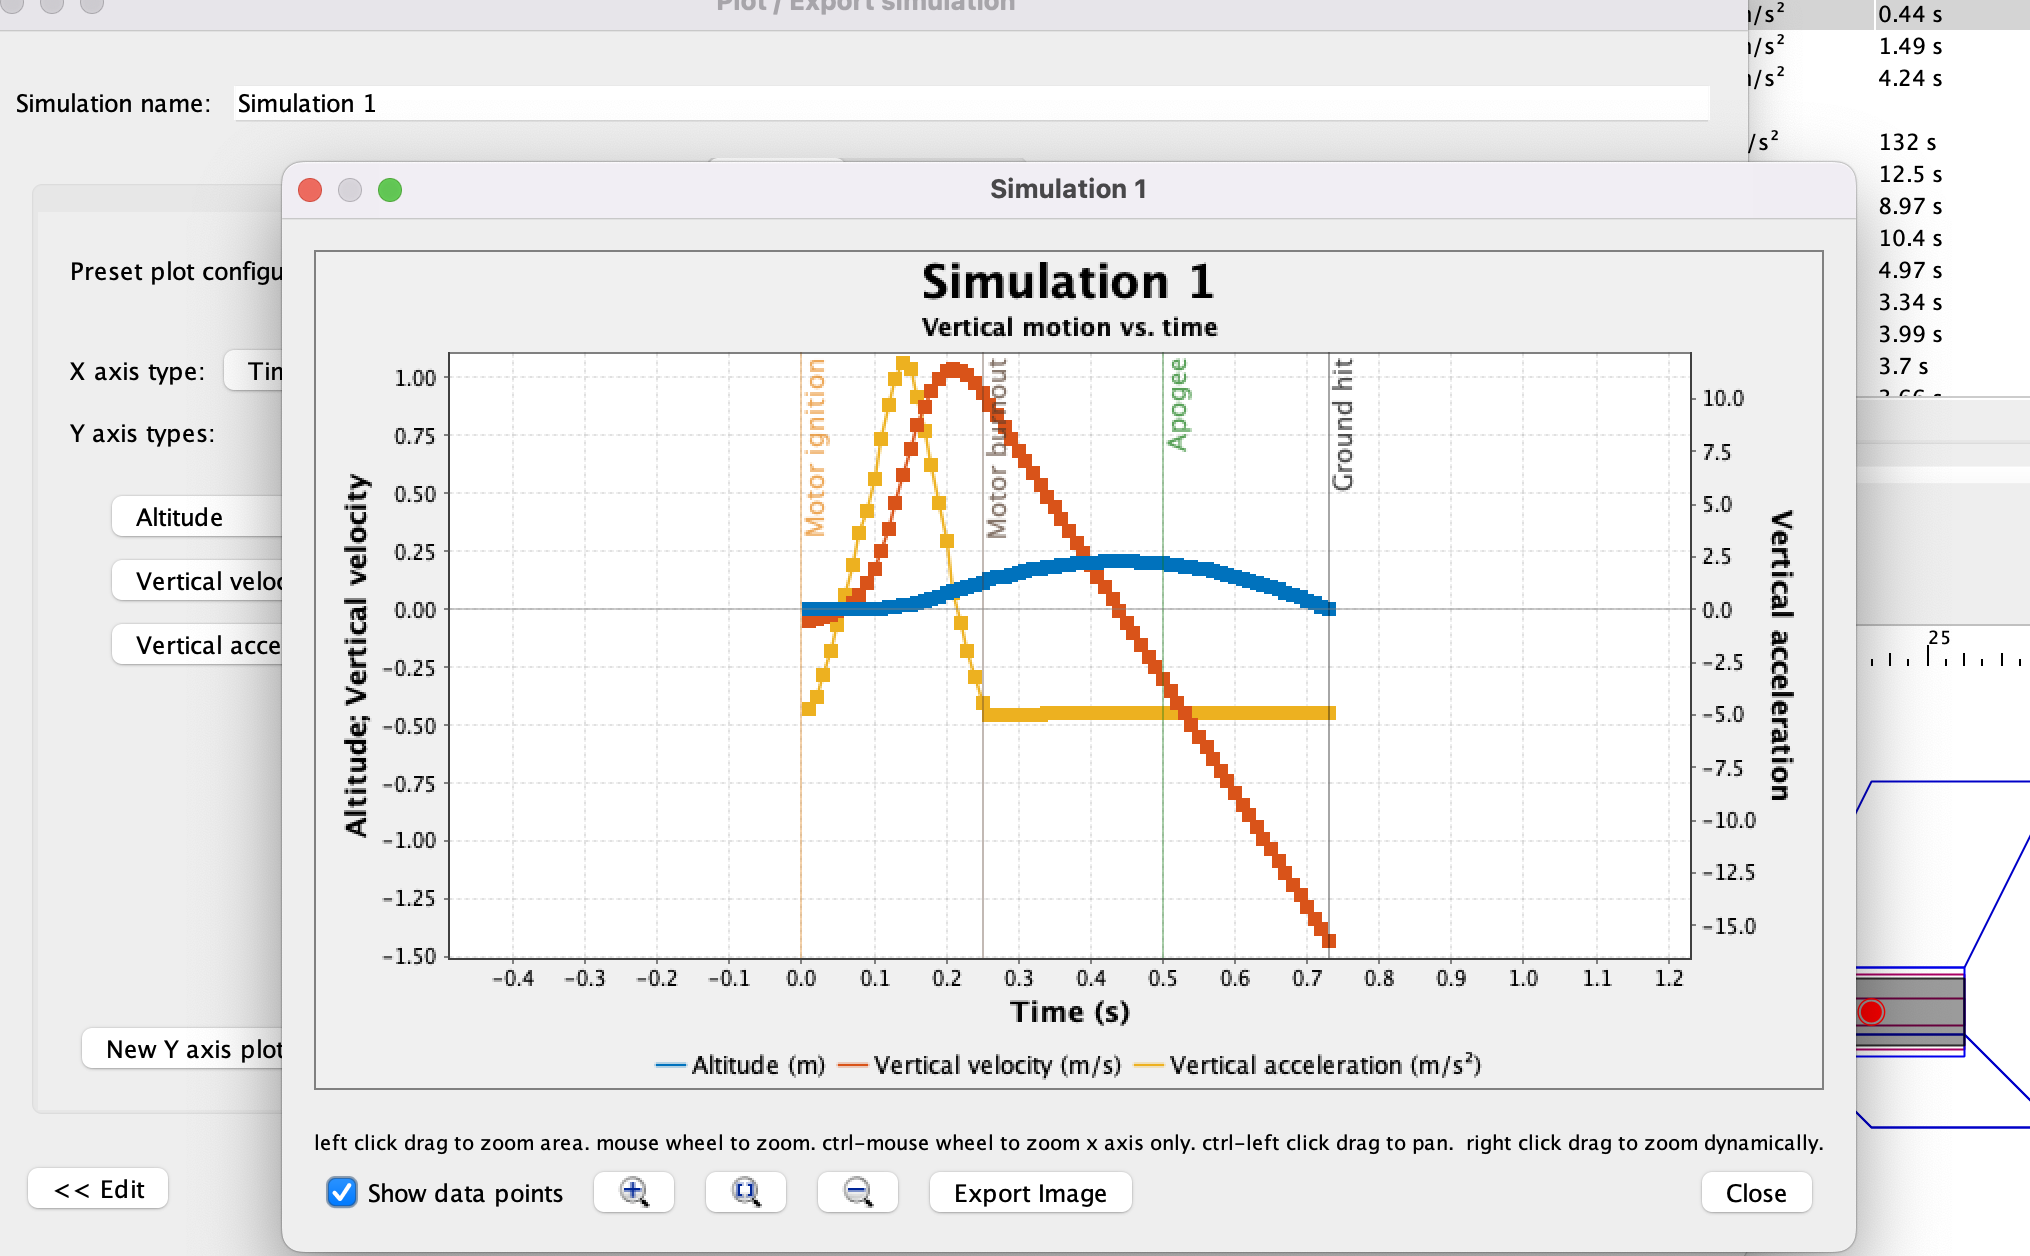 Plot / Export simulation
Simulation name: Simulation 1
Preset plot configu
X axis type: Tin
Y axis types:
Altitude
Vertical veloc
Vertical acce
New Y axis plot
<< Edit
Simulation 1
Simulation 1
Vertical motion vs. time
Altitude; Vertical velocity
1.00
0.75
0.50
0.25
0.00
−0.25
−0.50
−0.75
−1.00
−1.25
−1.50
Motor ignition
Motor burnout
Apogee
Ground hit
10.0
7.5
5.0
2.5
0.0
−2.5
−5.0
−7.5
−10.0
−12.5
−15.0
Vertical acceleration
−0.4 −0.3 −0.2 −0.1 0.0 0.1 0.2 0.3 0.4 0.5 0.6 0.7 0.8 0.9 1.0 1.1 1.2
Time (s)
Altitude (m) Vertical velocity (m/s) Vertical acceleration (m/s²)
left click drag to zoom area. mouse wheel to zoom. ctrl-mouse wheel to zoom x axis only. ctrl-left click drag to pan. right click drag to zoom dynamically.
Show data points Export Image Close
/s² 0.44 s
/s² 1.49 s
/s² 4.24 s
/s² 132 s
12.5 s
8.97 s
10.4 s
4.97 s
3.34 s
3.99 s
3.7 s
25